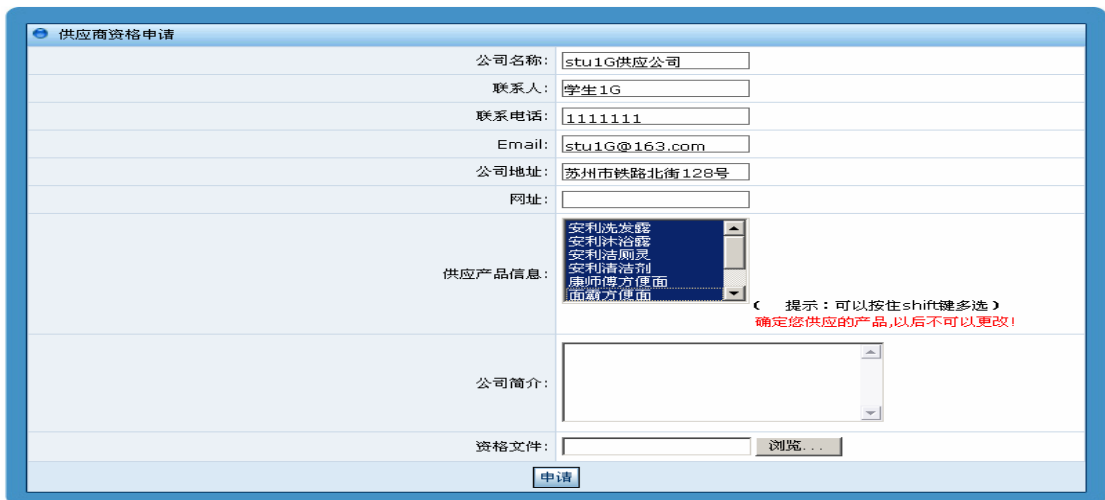 供应商资格申请
公司名称: stu1G供应公司
联系人: 学生1G
联系电话: 1111111
Email: stu1G@163.com
公司地址: 苏州市铁路北街128号
网址:
安利洗发露
安利沐浴露
安利洁厕灵
安利清洁剂
康师傅方便面
面霸方便面
供应产品信息:
( 提示：可以按住shift键多选)
确定您供应的产品,以后不可以更改!
公司简介:
资格文件: 浏览...
申请